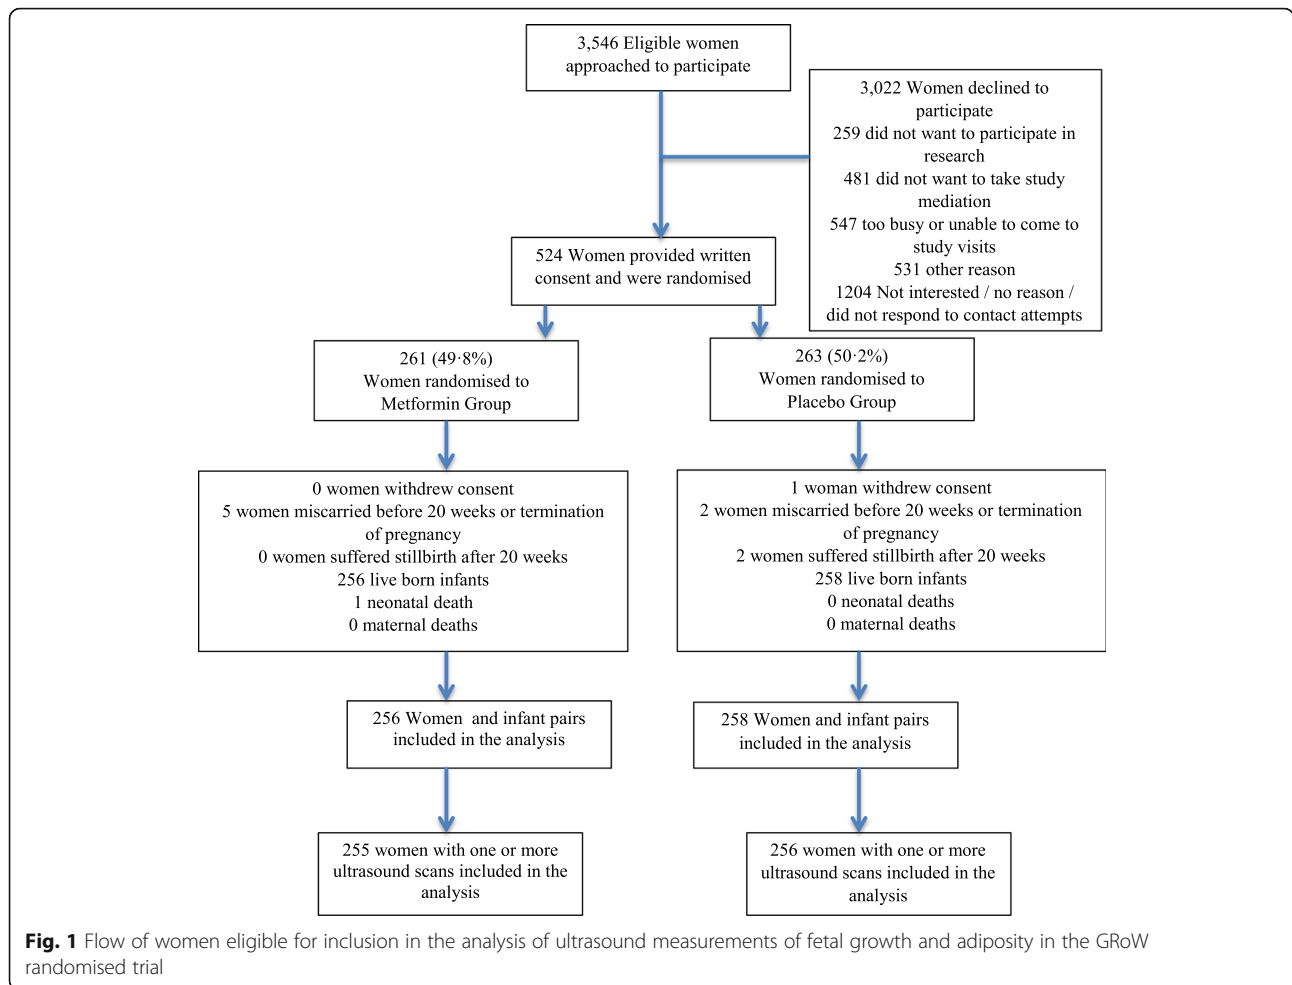 3,546 Eligible women
approached to participate
3,022 Women declined to
participate
259 did not want to participate in
research
481 did not want to take study
mediation
547 too busy or unable to come to
study visits
531 other reason
1204 Not interested / no reason /
did not respond to contact attempts
524 Women provided written
consent and were randomised
261 (49·8%)
Women randomised to
Metformin Group
263 (50·2%)
Women randomised to
Placebo Group
0 women withdrew consent
5 women miscarried before 20 weeks or termination
of pregnancy
0 women suffered stillbirth after 20 weeks
256 live born infants
1 neonatal death
0 maternal deaths
1 woman withdrew consent
2 women miscarried before 20 weeks or termination
of pregnancy
2 women suffered stillbirth after 20 weeks
258 live born infants
0 neonatal deaths
0 maternal deaths
256 Women and infant pairs
included in the analysis
258 Women and infant pairs
included in the analysis
255 women with one or more
ultrasound scans included in the
analysis
256 women with one or more
ultrasound scans included in the
analysis
Fig. 1 Flow of women eligible for inclusion in the analysis of ultrasound measurements of fetal growth and adiposity in the GRoW
randomised trial